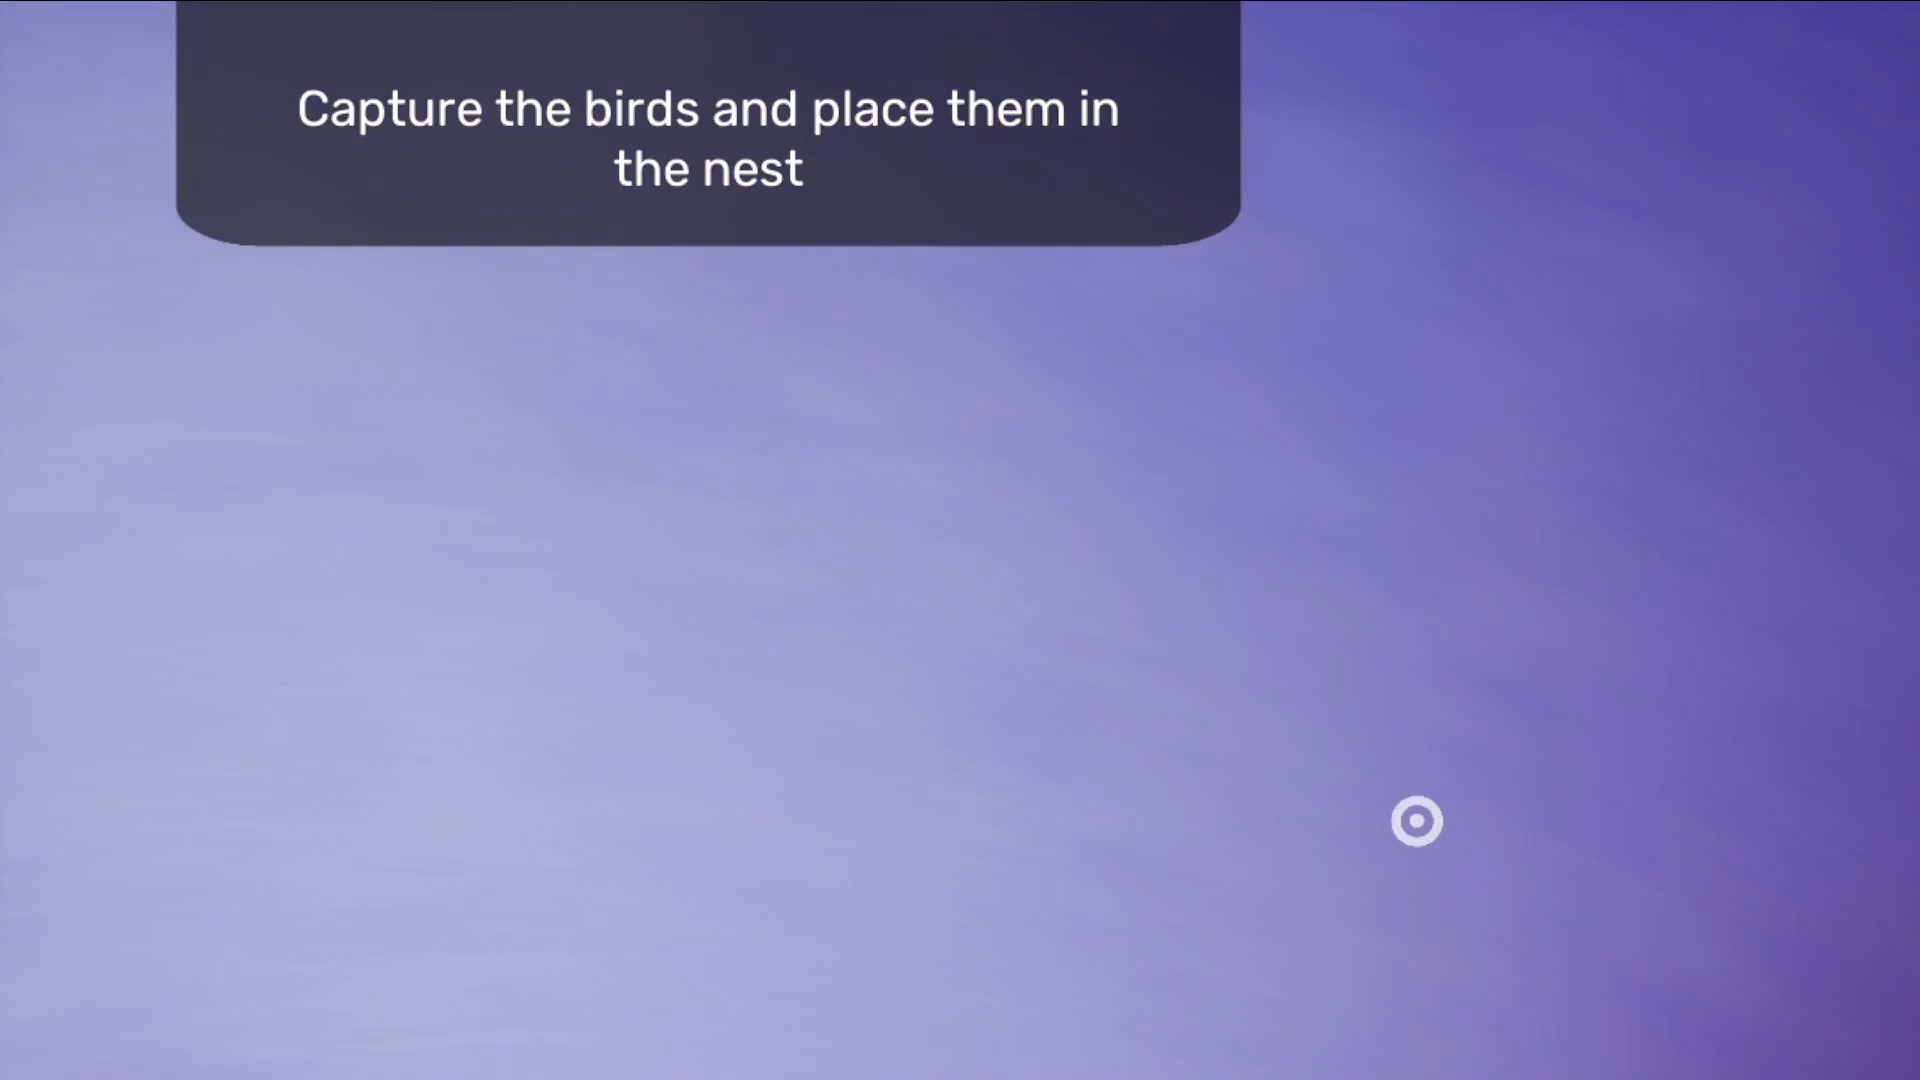 Capture the birds and place them in
the nest